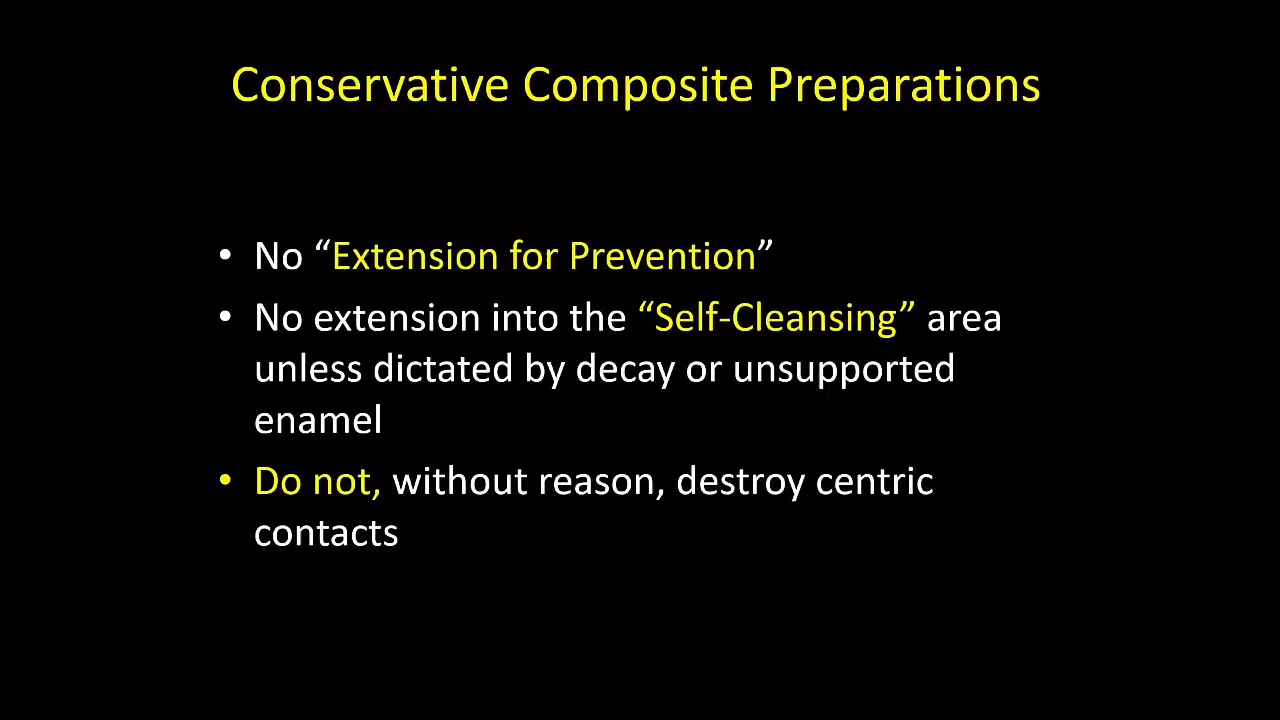 Conservative Composite Preparations
• No “Extension for Prevention”
• No extension into the “Self-Cleansing” area
unless dictated by decay or unsupported
enamel
• Do not, without reason, destroy centric
contacts